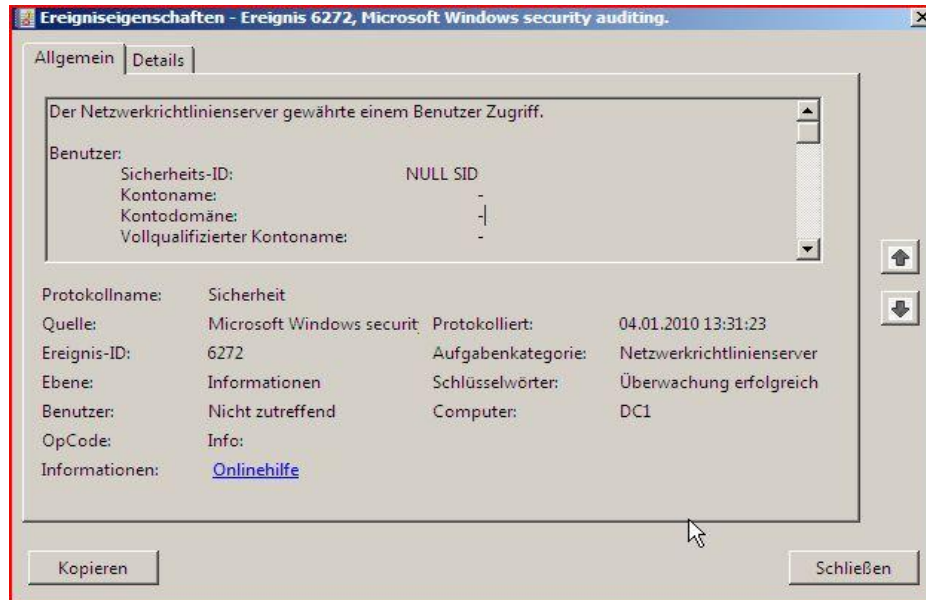 Ereigniseigenschaften - Ereignis 6272, Microsoft Windows security auditing.
Allgemein Details
Der Netzwerkrichtlinienserver gewährte einem Benutzer Zugriff.
Benutzer:
Sicherheits-ID: NULL SID
Kontoname: -
Kontodomäne: -
Vollqualifizierter Kontoname: -
Protokollname: Sicherheit
Quelle: Microsoft Windows securit Protokolliert: 04.01.2010 13:31:23
Ereignis-ID: 6272 Aufgabenkategorie: Netzwerkrichtlinienserver
Ebene: Informationen Schlüsselwörter: Überwachung erfolgreich
Benutzer: Nicht zutreffend Computer: DC1
OpCode: Info:
Informationen: Onlinehilfe
Kopieren Schließen